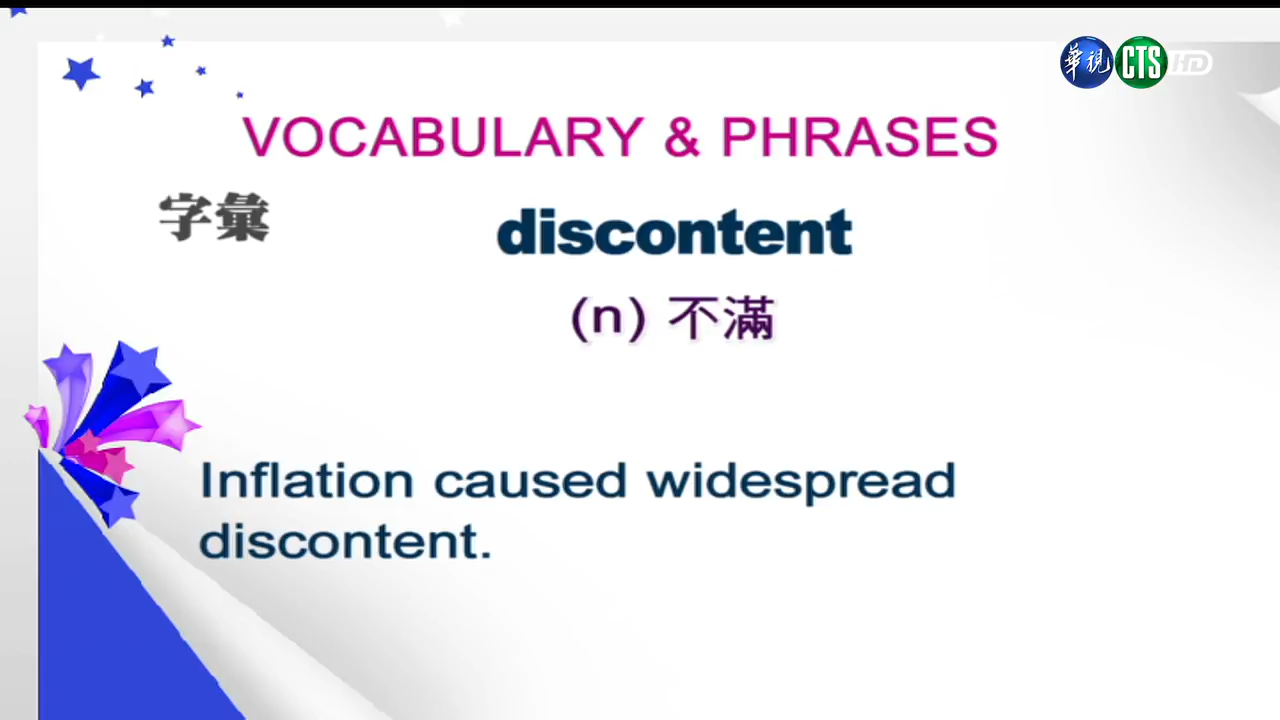 華視 CTS HD
VOCABULARY & PHRASES
字彙
discontent
(n) 不滿
Inflation caused widespread
discontent.